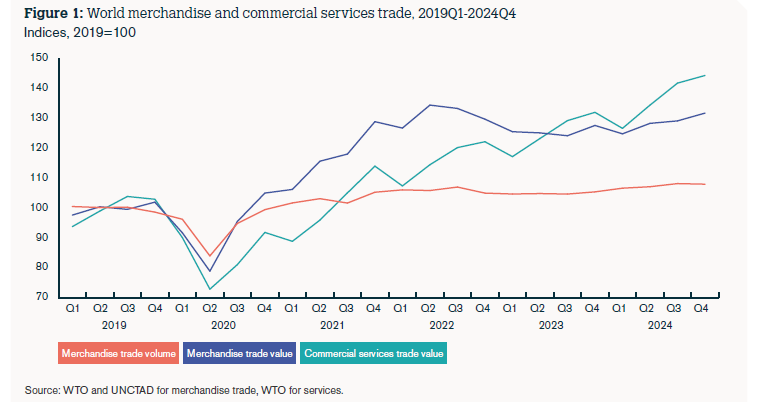 Figure 1: World merchandise and commercial services trade, 2019Q1-2024Q4
Indices, 2019=100
150
140
130
120
110
100
90
80
70
Q1 Q2 Q3 Q4 Q1 Q2 Q3 Q4 Q1 Q2 Q3 Q4 Q1 Q2 Q3 Q4 Q1 Q2 Q3 Q4 Q1 Q2 Q3 Q4
2019 2020 2021 2022 2023 2024
Merchandise trade volume Merchandise trade value Commercial services trade value
Source: WTO and UNCTAD for merchandise trade, WTO for services.